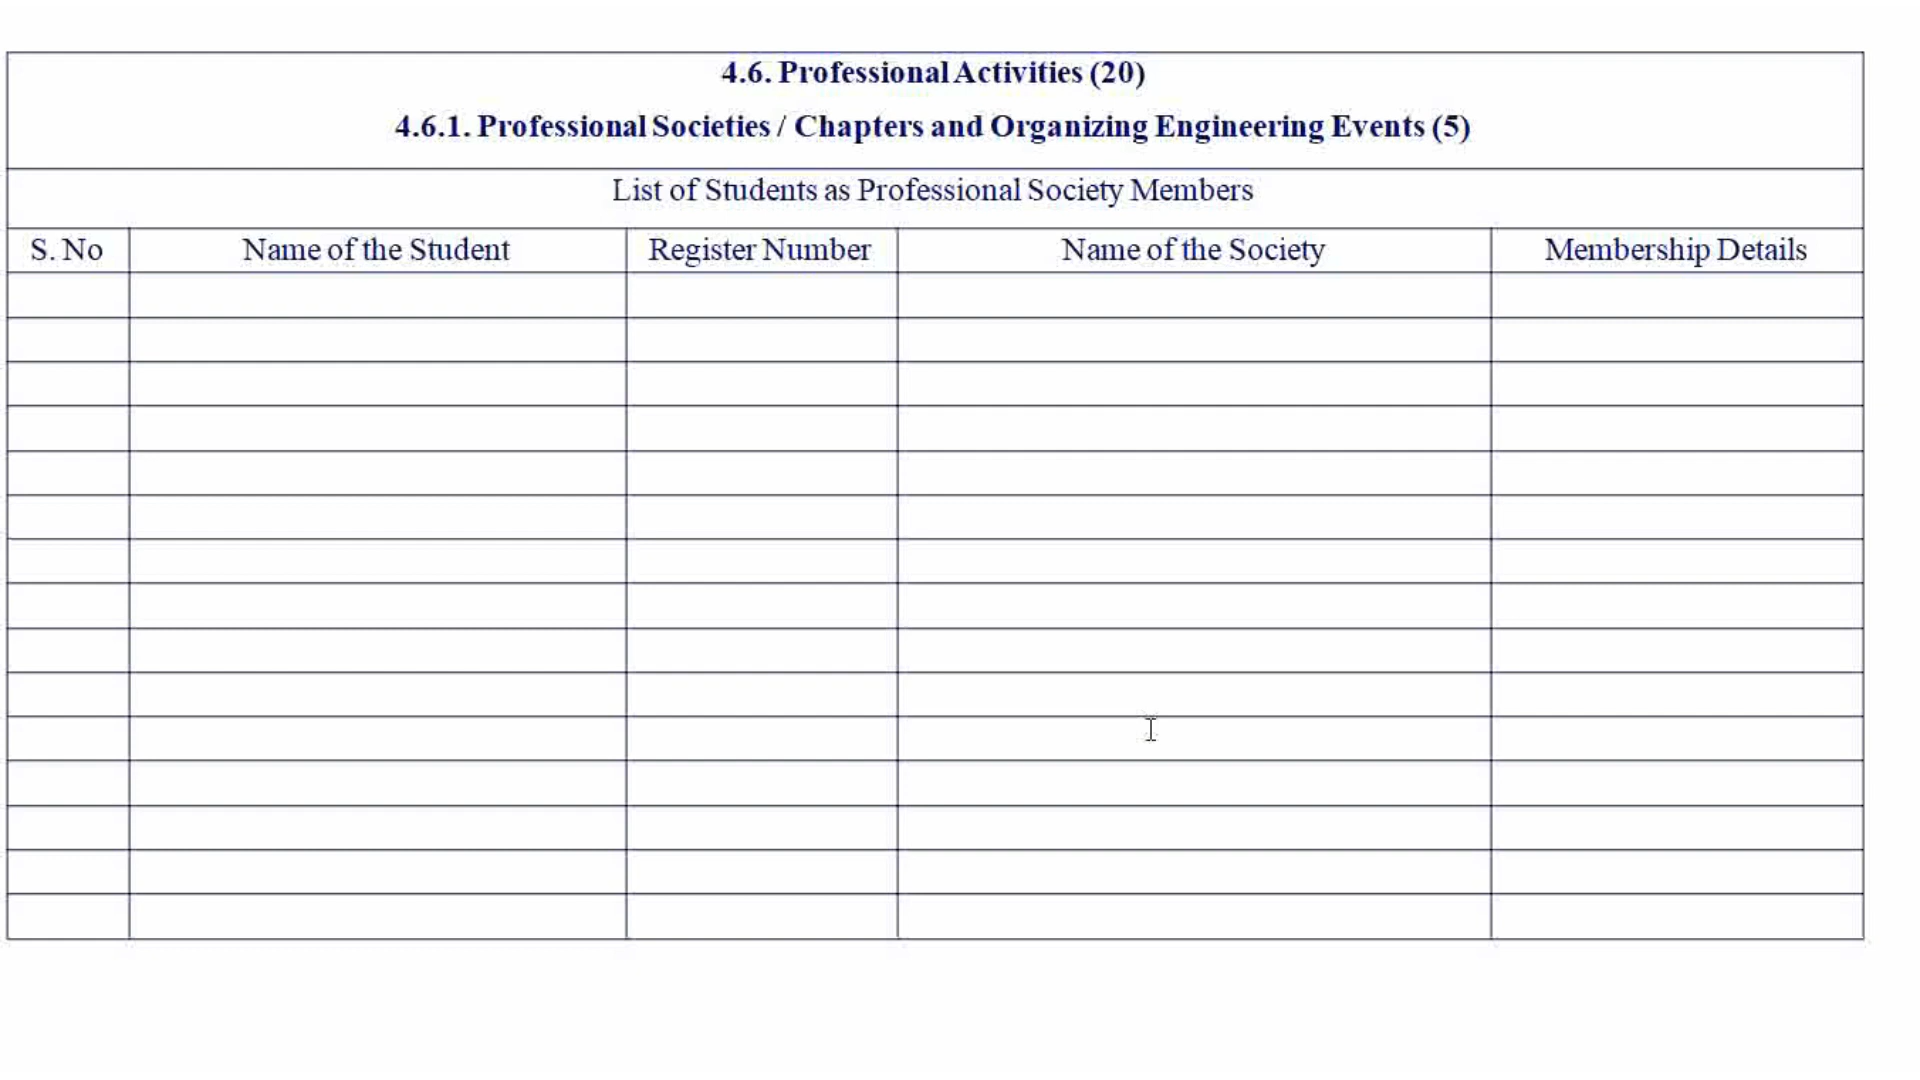 4.6. Professional Activities (20)
4.6.1. Professional Societies / Chapters and Organizing Engineering Events (5)
List of Students as Professional Society Members
S. No Name of the Student Register Number Name of the Society Membership Details